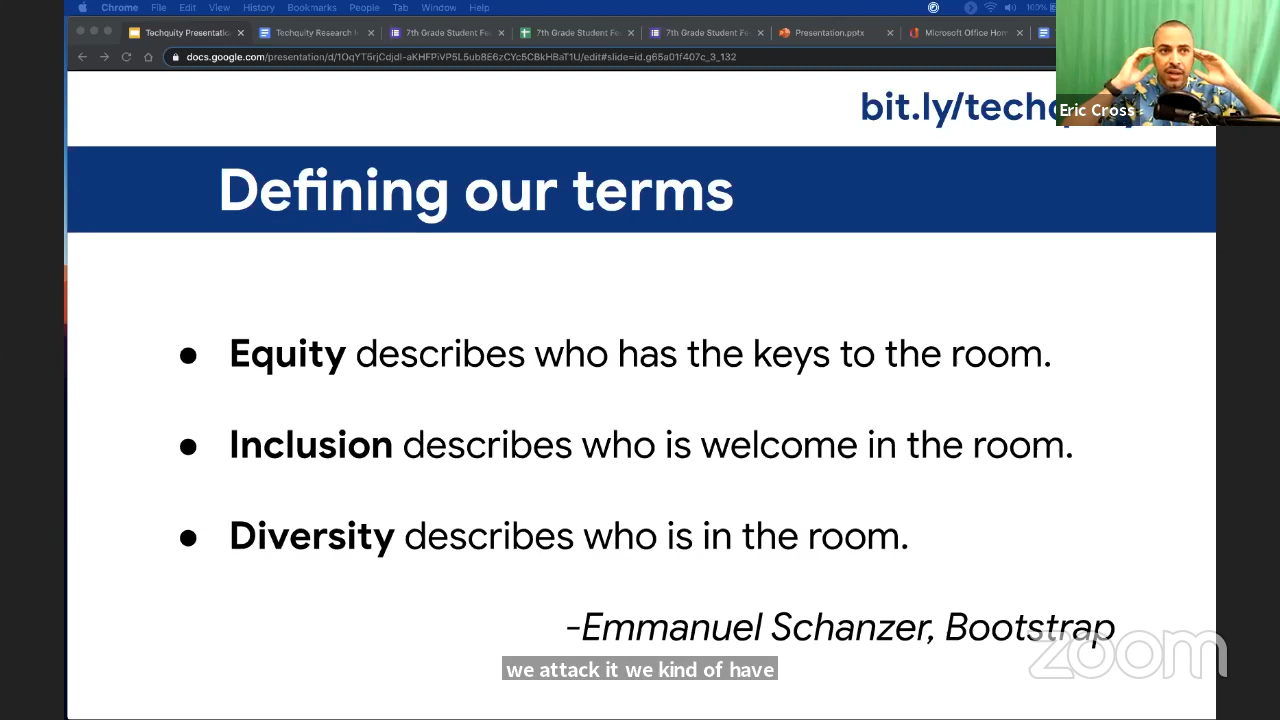 Chrome File Edit View History Bookmarks People Tab Window Help 100%
Techquity Presentatic Techquity Research 7th Grade Student Fe 7th Grade Student Fe 7th Grade Student Fe Presentation.pptx Microsoft Office Hom
docs.google.com/presentation/d/1OqYT5rjCdjdl-aKHFPiVP5L5ub8E6zCYc5CBkHBaT1U/edit#slide=id.g65a01f407c_3_132
bit.ly/tech
Eric Cross
Defining our terms
● Equity describes who has the keys to the room.
● Inclusion describes who is welcome in the room.
● Diversity describes who is in the room.
-Emmanuel Schanzer, Bootstrap
zoom
we attack it we kind of have